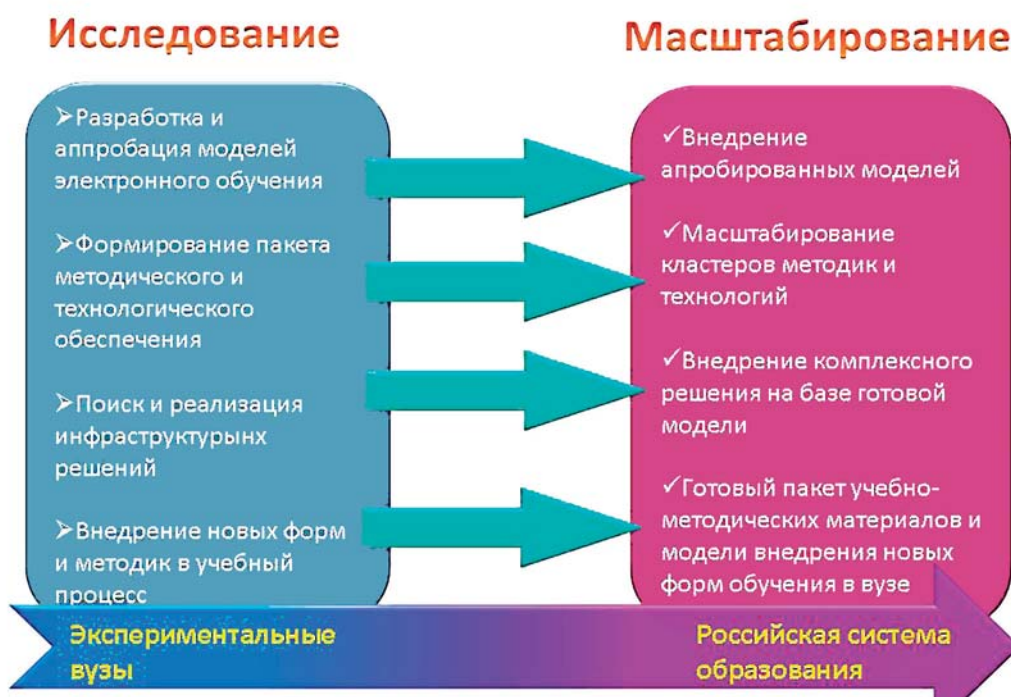 Исследование
➢Разработка и
аппробация моделей
электронного обучения
➢Формирование пакета
методического и
технологического
обеспечения
➢Поиск и реализация
инфраструктурынх
решений
➢Внедрение новых форм
и методик в учебный
процесс
Масштабирование
✓Внедрение
апробированных моделей
✓Масштабирование
кластеров методик и
технологий
✓Внедрение комплексного
решения на базе готовой
модели
✓Готовый пакет учебно-
методических материалов и
модели внедрения новых
форм обучения в вузе
Экспериментальные
вузы
Российская система
образования